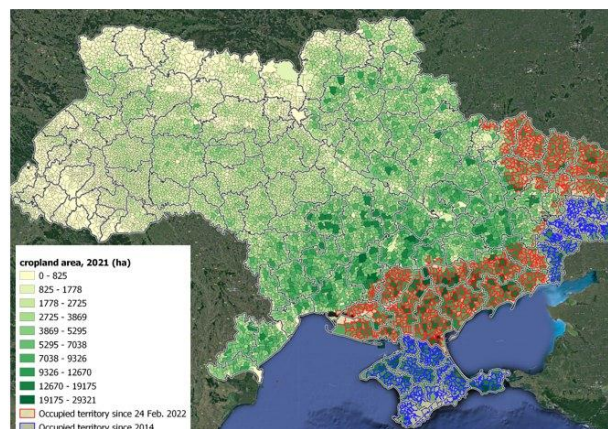 cropland area, 2021 (ha)
0 - 825
825 - 1778
1778 - 2725
2725 - 3869
3869 - 5295
5295 - 7038
7038 - 9326
9326 - 12670
12670 - 19175
19175 - 29321
Occupied territory since 24 Feb. 2022
Occupied territory since 2014